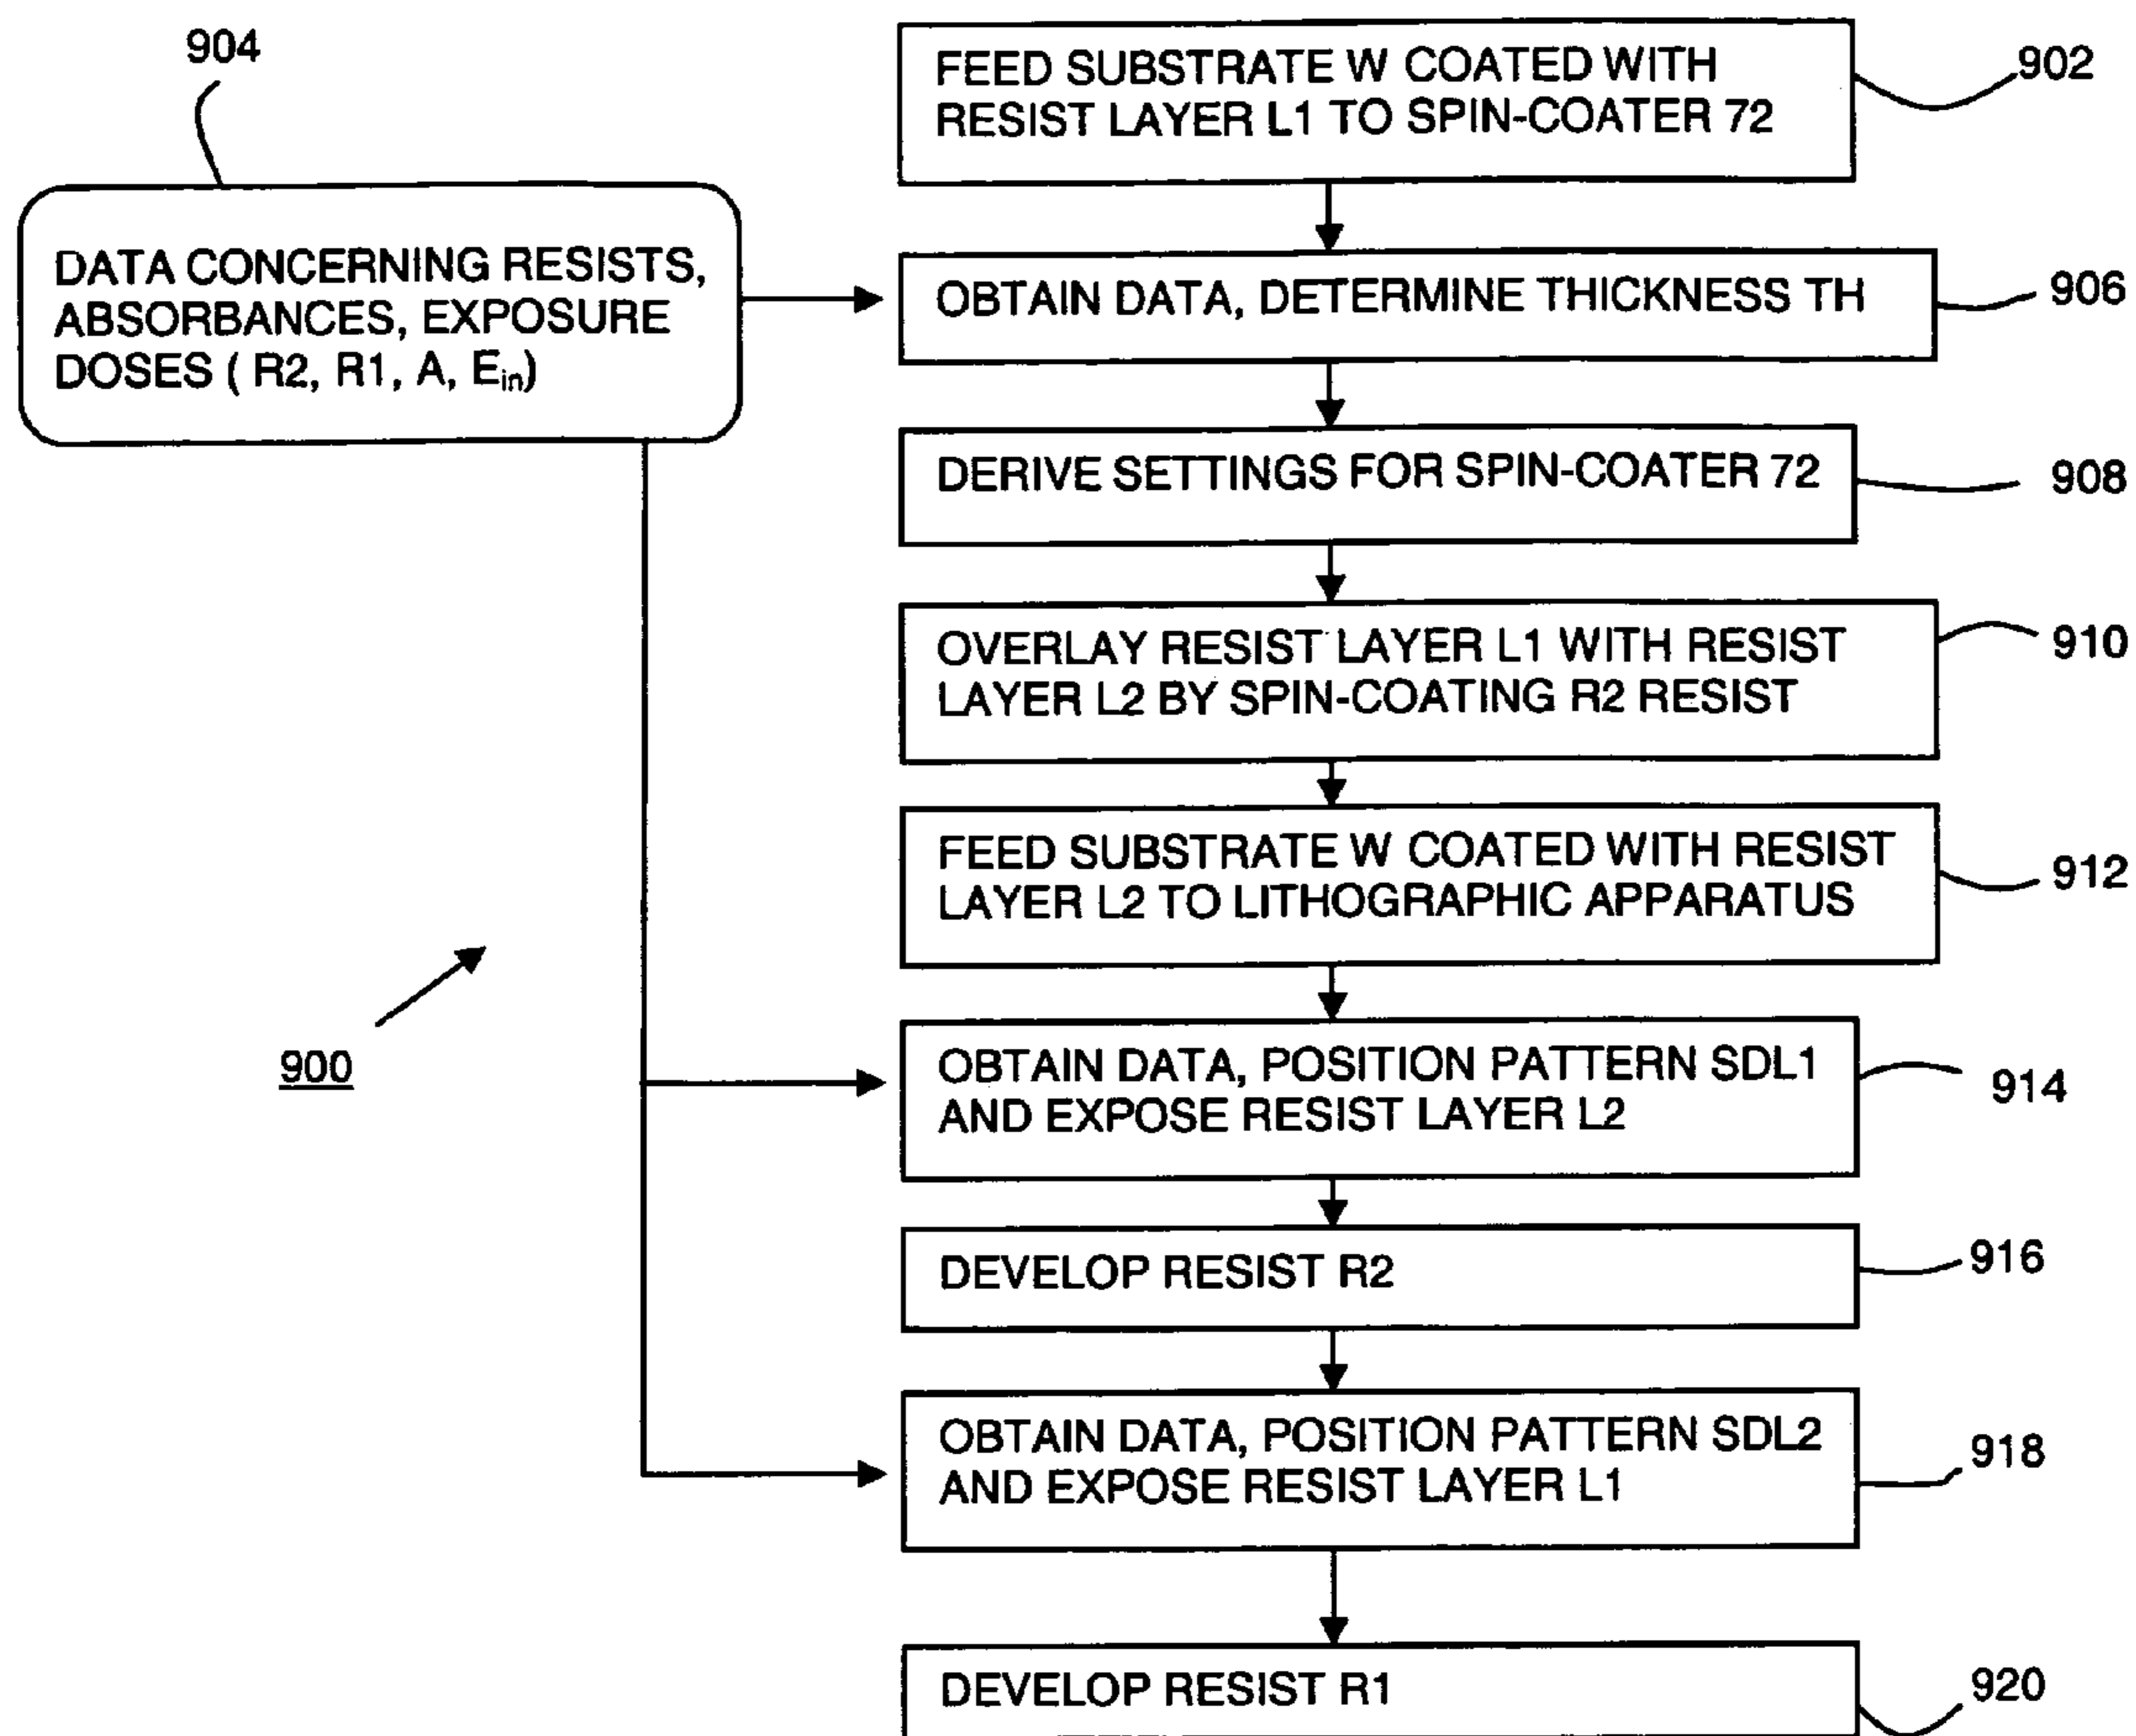 904
FEED SUBSTRATE W COATED WITH
RESIST LAYER L1 TO SPIN-COATER 72
902
DATA CONCERNING RESISTS,
ABSORBANCES, EXPOSURE
DOSES ( R2, R1, A, Ein)
OBTAIN DATA, DETERMINE THICKNESS TH
906
DERIVE SETTINGS FOR SPIN-COATER 72
908
OVERLAY RESIST LAYER L1 WITH RESIST
LAYER L2 BY SPIN-COATING R2 RESIST
910
FEED SUBSTRATE W COATED WITH RESIST
LAYER L2 TO LITHOGRAPHIC APPARATUS
912
900
OBTAIN DATA, POSITION PATTERN SDL1
AND EXPOSE RESIST LAYER L2
914
DEVELOP RESIST R2
916
OBTAIN DATA, POSITION PATTERN SDL2
AND EXPOSE RESIST LAYER L1
918
DEVELOP RESIST R1
920